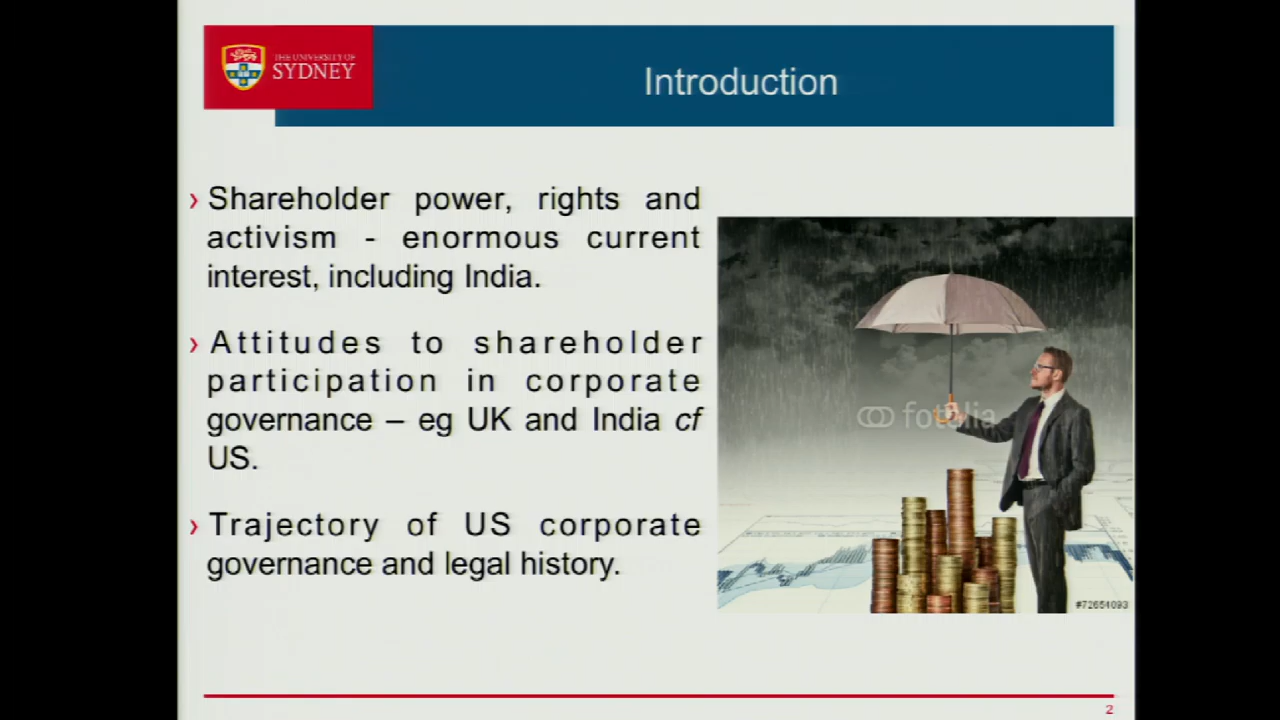 THE UNIVERSITY OF
SYDNEY
Introduction
› Shareholder power, rights and
activism - enormous current
interest, including India.
› Attitudes to shareholder
participation in corporate
governance – eg UK and India cf
US.
› Trajectory of US corporate
governance and legal history.
fotolia
#72654093
2